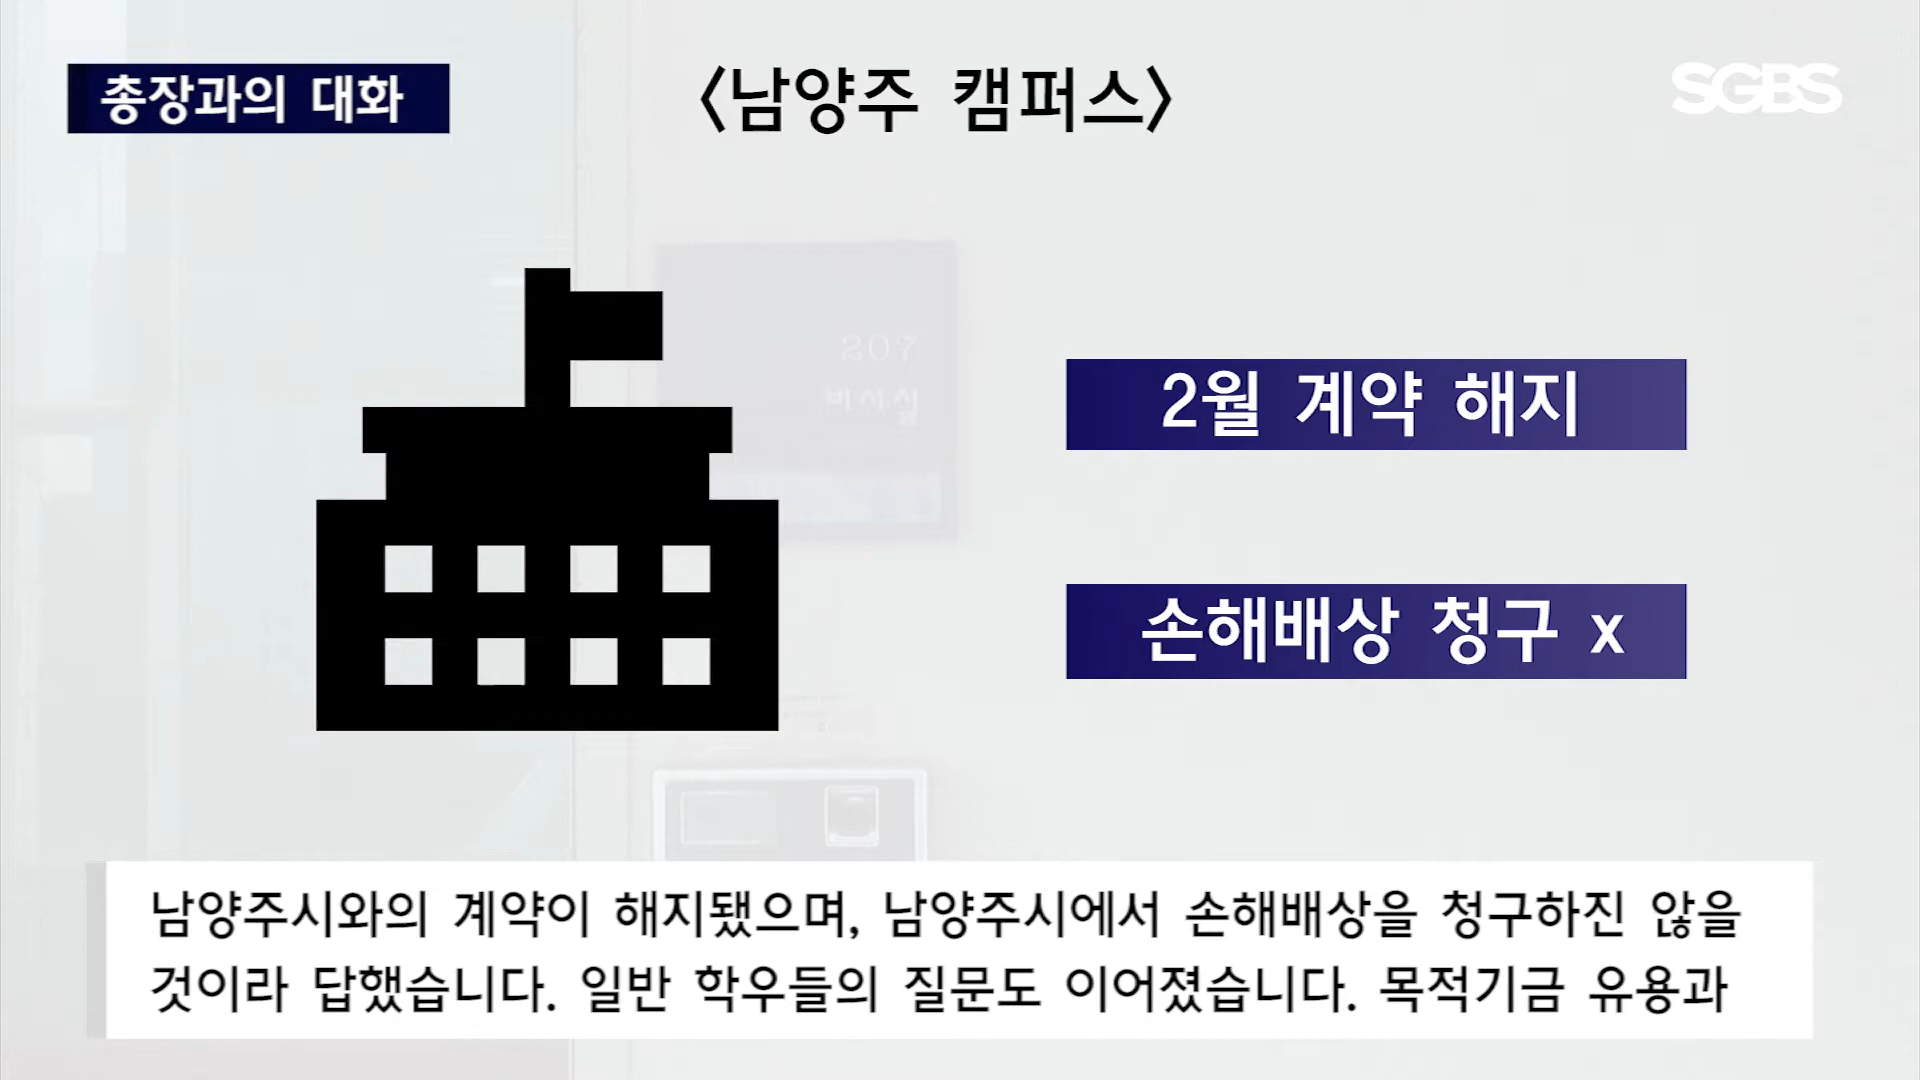 총장과의 대화
<남양주 캠퍼스>
SGBS
207
2월 계약 해지
손해배상 청구 x
남양주시와의 계약이 해지됐으며, 남양주시에서 손해배상을 청구하진 않을
것이라 답했습니다. 일반 학우들의 질문도 이어졌습니다. 목적기금 유용과